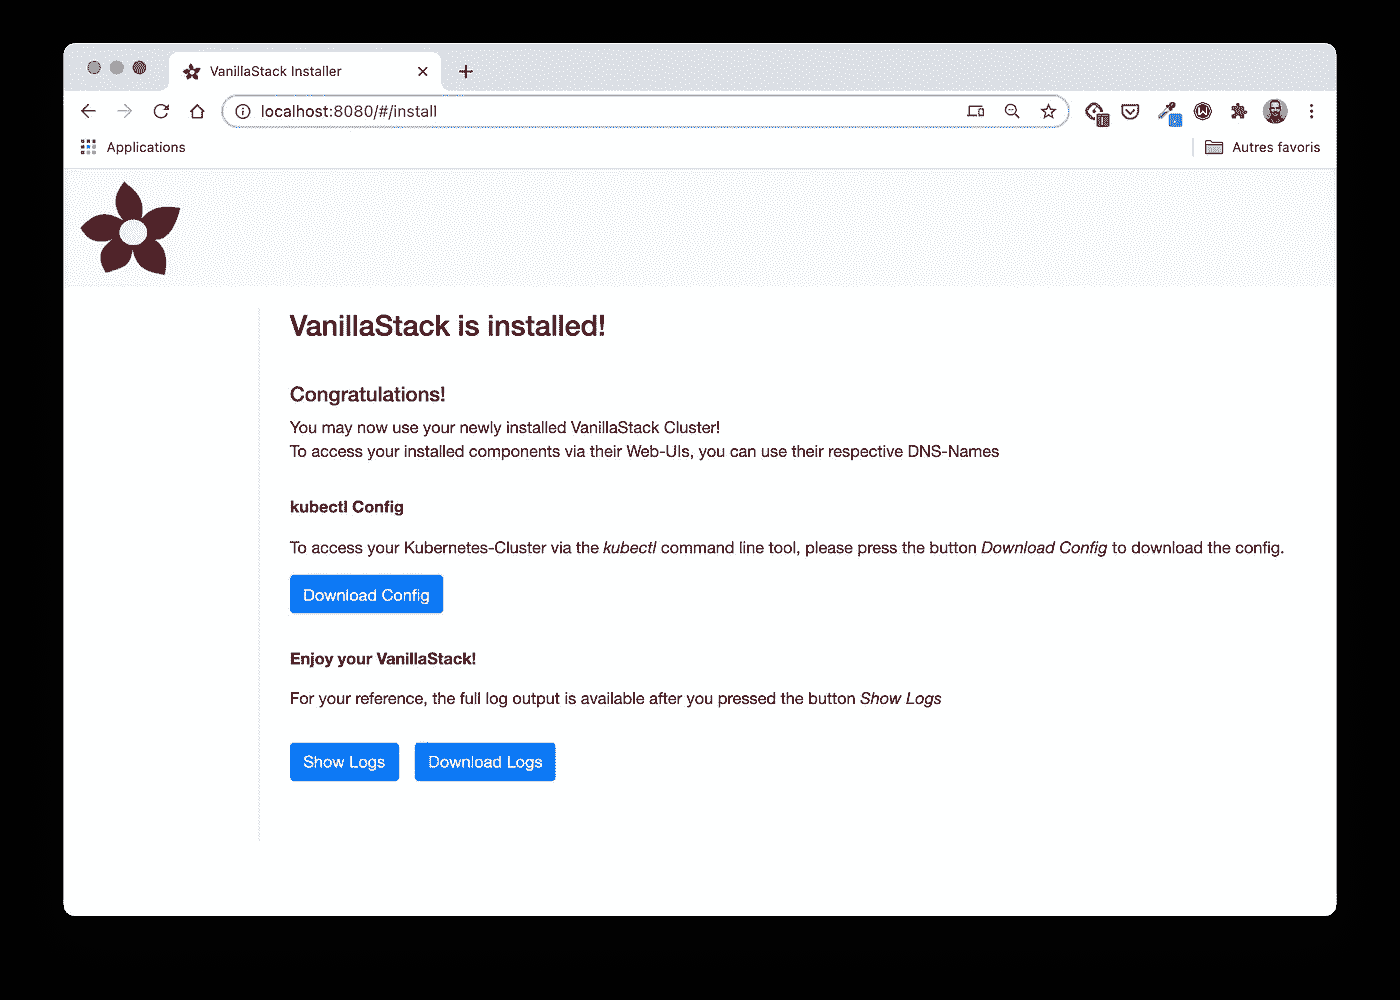 VanillaStack Installer
localhost:8080/#/install
Applications
Autres favoris
VanillaStack is installed!
Congratulations!
You may now use your newly installed VanillaStack Cluster!
To access your installed components via their Web-UIs, you can use their respective DNS-Names
kubectl Config
To access your Kubernetes-Cluster via the kubectl command line tool, please press the button Download Config to download the config.
Download Config
Enjoy your VanillaStack!
For your reference, the full log output is available after you pressed the button Show Logs
Show Logs Download Logs